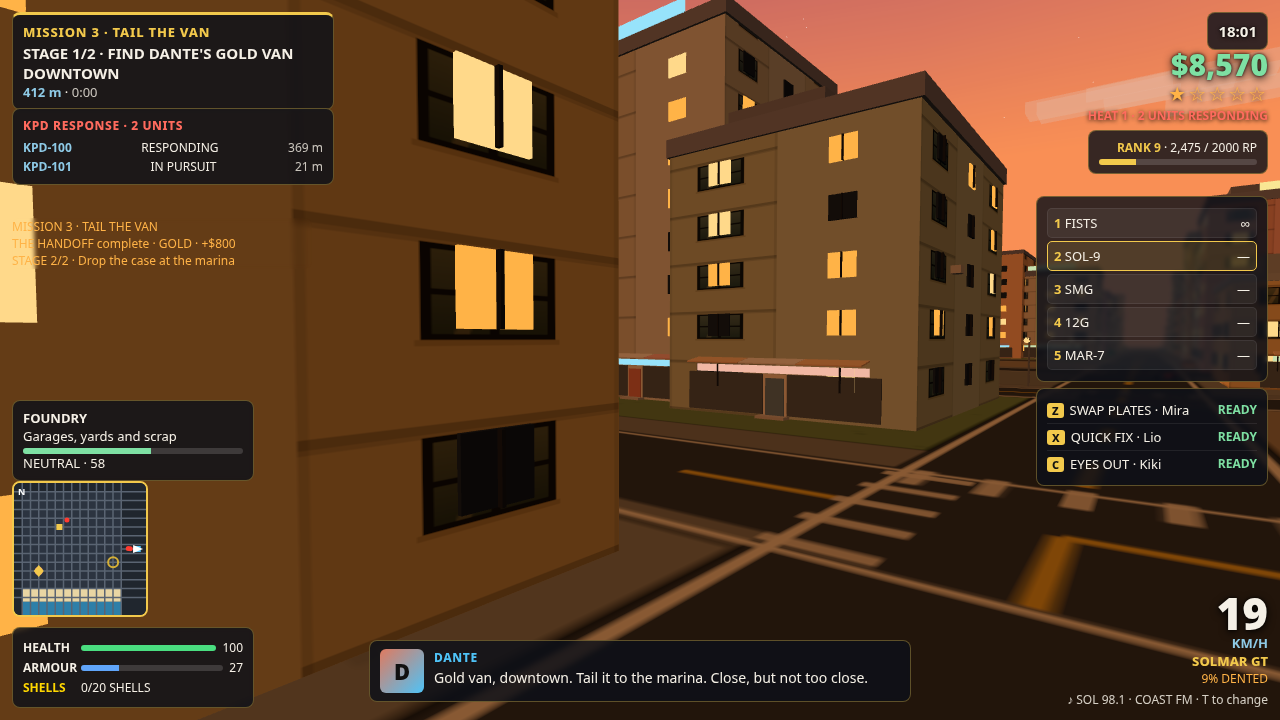 MISSION 3 · TAIL THE VAN
STAGE 1/2 · FIND DANTE'S GOLD VAN
DOWNTOWN
412 m · 0:00
KPD RESPONSE · 2 UNITS
KPD-100 RESPONDING 369 m
KPD-101 IN PURSUIT 21 m
MISSION 3 · TAIL THE VAN
THE HANDOFF complete · GOLD · +$800
STAGE 2/2 · Drop the case at the marina
FOUNDRY
Garages, yards and scrap
NEUTRAL · 58
N
HEALTH 100
ARMOUR 27
SHELLS 0/20 SHELLS
D
DANTE
Gold van, downtown. Tail it to the marina. Close, but not too close.
18:01
$8,570
★☆☆☆☆
HEAT 1 · 2 UNITS RESPONDING
RANK 9 · 2,475 / 2000 RP
1 FISTS ∞
2 SOL-9 —
3 SMG —
4 12G —
5 MAR-7 —
Z SWAP PLATES · Mira READY
X QUICK FIX · Lio READY
C EYES OUT · Kiki READY
19
KM/H
SOLMAR GT
9% DENTED
♪ SOL 98.1 · COAST FM · T to change